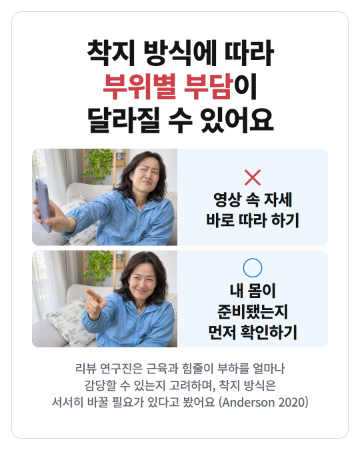 착지 방식에 따라
부위별 부담이
달라질 수 있어요
영상 속 자세
바로 따라 하기
내 몸이
준비됐는지
먼저 확인하기
리뷰 연구진은 근육과 힘줄이 부하를 얼마나
감당할 수 있는지 고려하며, 착지 방식은
서서히 바꿀 필요가 있다고 봤어요 (Anderson 2020)